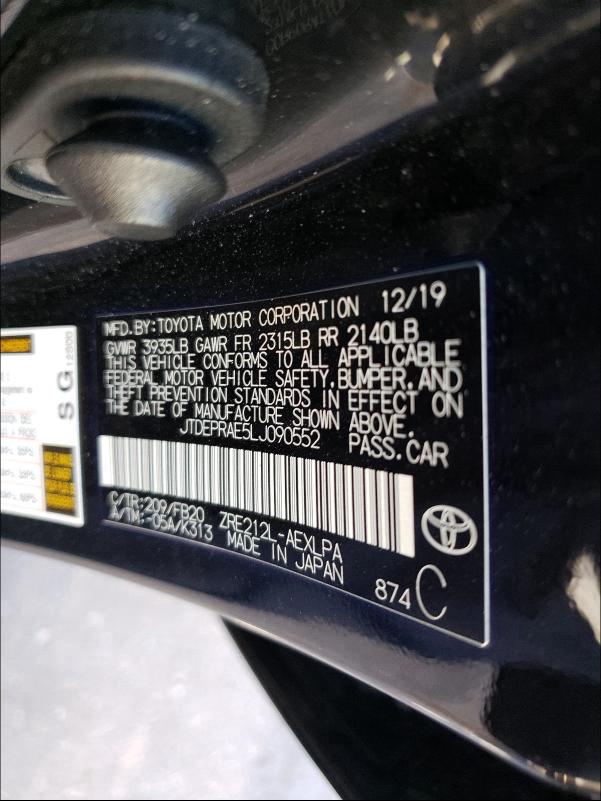 MFD.BY:TOYOTA MOTOR CORPORATION 12/19
GVWR 3935LB GAWR FR 2315LB RR 2140LB
THIS VEHICLE CONFORMS TO ALL APPLICABLE
FEDERAL MOTOR VEHICLE SAFETY,BUMPER,AND
THEFT PREVENTION STANDARDS IN EFFECT ON
THE DATE OF MANUFACTURE SHOWN ABOVE.
JTDEPRAE5LJ090552 PASS.CAR
C/TR:209/FB20 ZRE212L-AEXLPA
A/TM:-05A/K313 MADE IN JAPAN
874 C
SG
12500